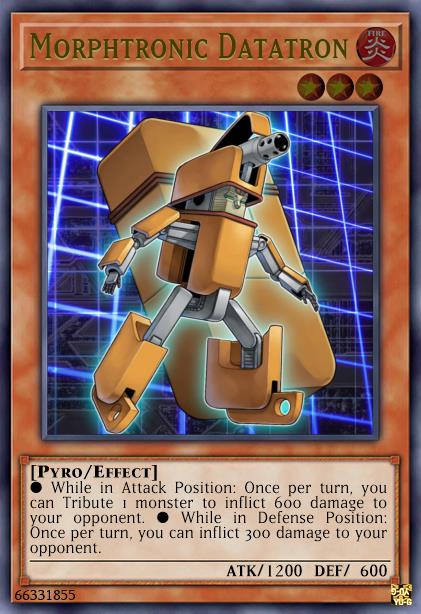 MORPHTRONIC DATATRON
FIRE
炎
[PYRO/EFFECT]
● While in Attack Position: Once per turn, you
can Tribute 1 monster to inflict 600 damage to
your opponent. ● While in Defense Position:
Once per turn, you can inflict 300 damage to your
opponent.
ATK/1200 DEF/ 600
66331855